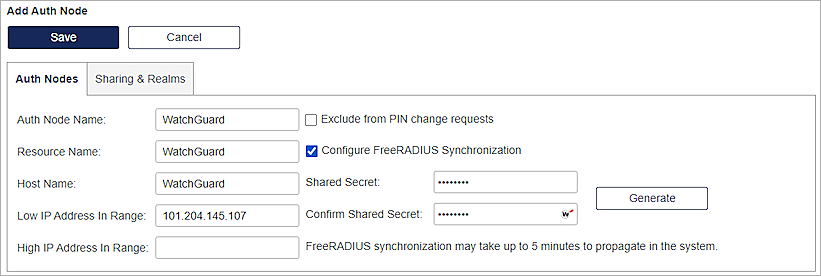 Add Auth Node
Save Cancel
Auth Nodes Sharing & Realms
Auth Node Name: WatchGuard Exclude from PIN change requests
Resource Name: WatchGuard Configure FreeRADIUS Synchronization
Host Name: WatchGuard Shared Secret: ••••••••
Generate
Low IP Address In Range: 101.204.145.107 Confirm Shared Secret: ••••••••
High IP Address In Range: FreeRADIUS synchronization may take up to 5 minutes to propagate in the system.